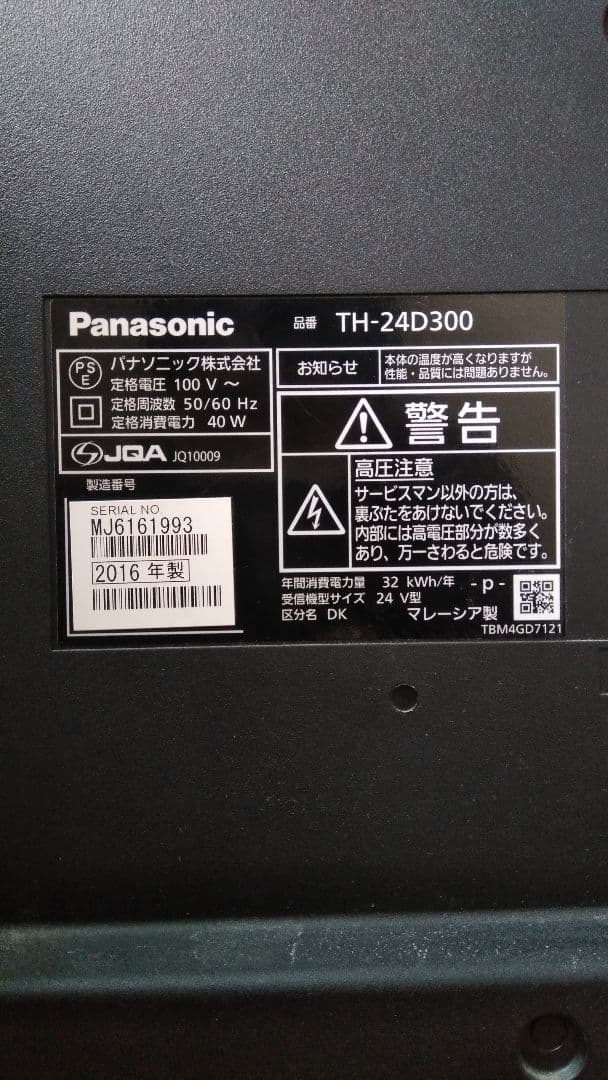 Panasonic
品番 TH-24D300
PS
E
パナソニック株式会社
定格電圧 100 V ～
定格周波数 50/60 Hz
定格消費電力 40 W
JQA JQ10009
製造番号
SERIAL NO.
MJ6161993
2016 年製
お知らせ
本体の温度が高くなりますが
性能・品質には問題ありません。
警告
高圧注意
サービスマン以外の方は、
裏ぶたをあけないでください。
内部には高電圧部分が数多く
あり、万一さわると危険です。
年間消費電力量 32 kWh/年 -p-
受信機型サイズ 24 V型
区分名 DK マレーシア製
TBM4GD7121